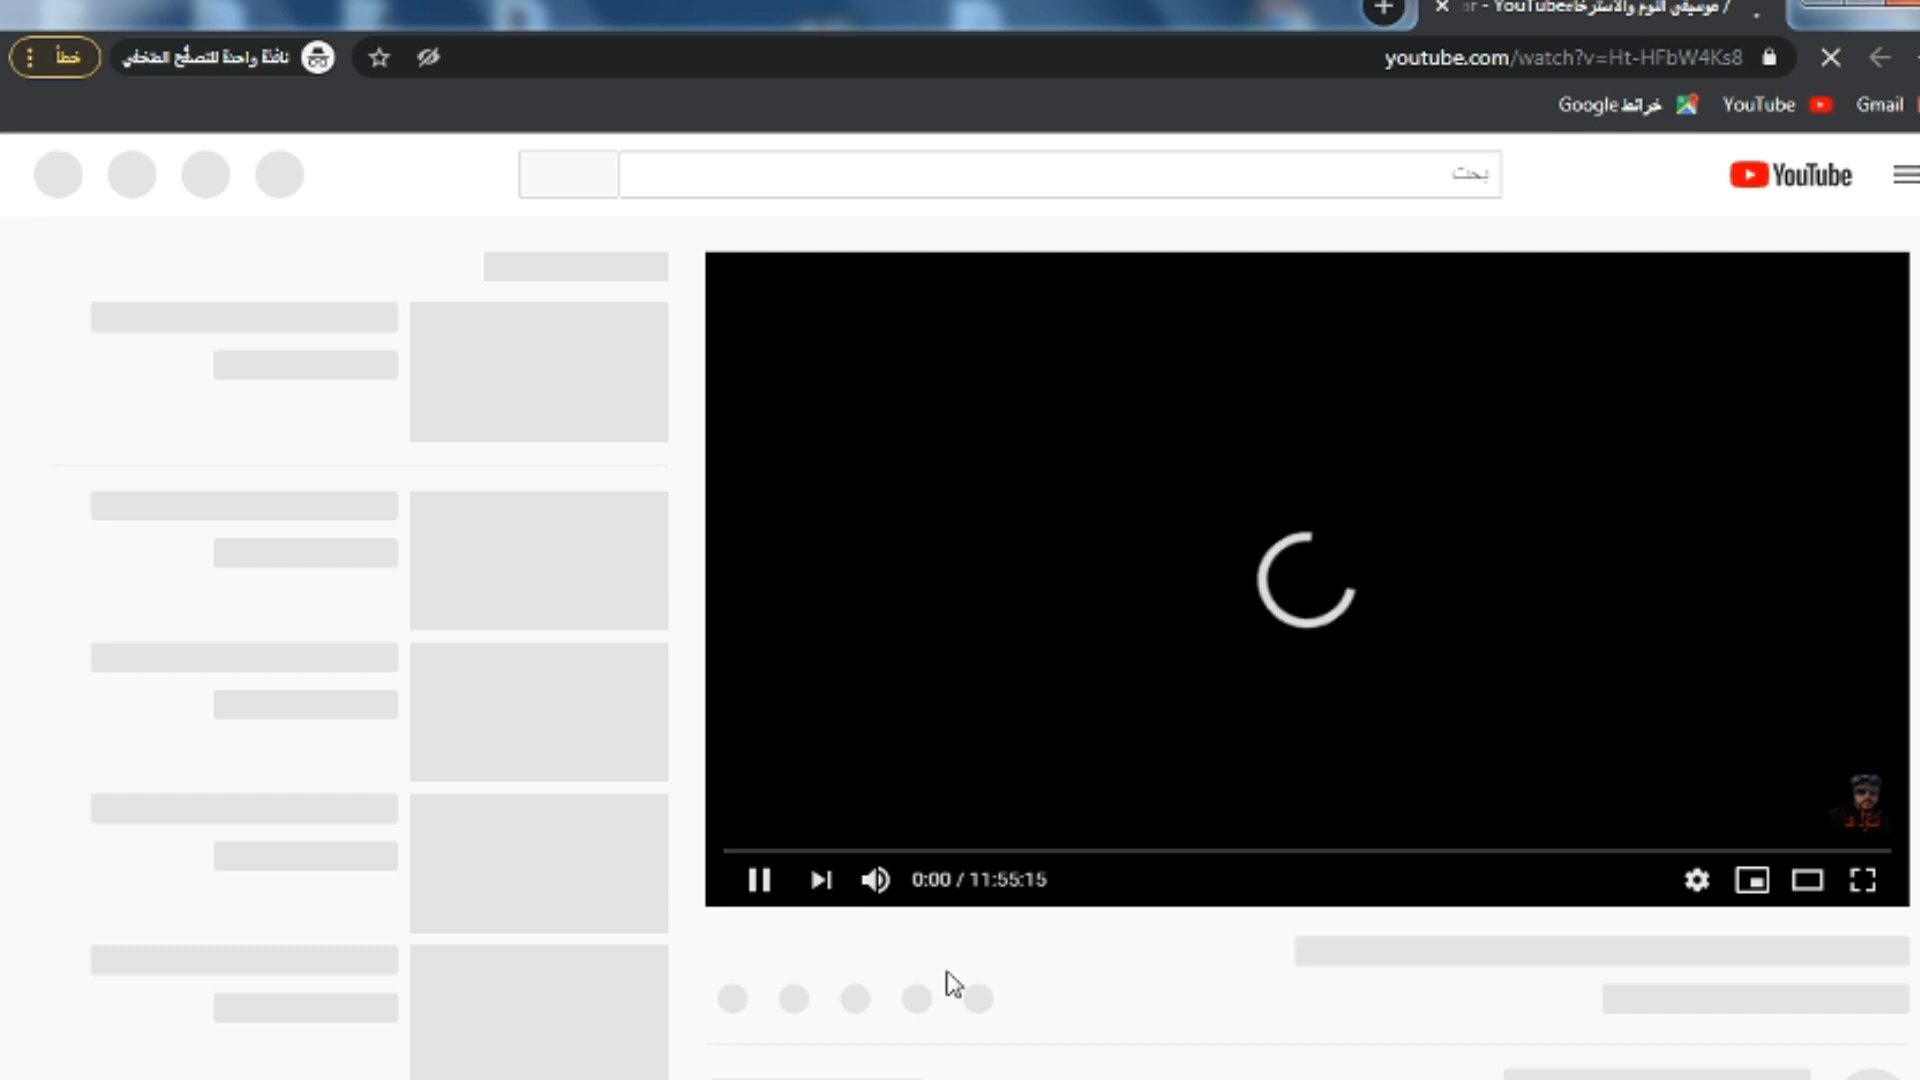 موسيقى النوم والاسترخاء / - YouTube
youtube.com/watch?v=Ht-HFbW4Ks8
نافذة واحدة للتصفُّح المتخفي
خطأ
Gmail
YouTube
خرائط Google
YouTube
بحث
0:00 / 11:55:15